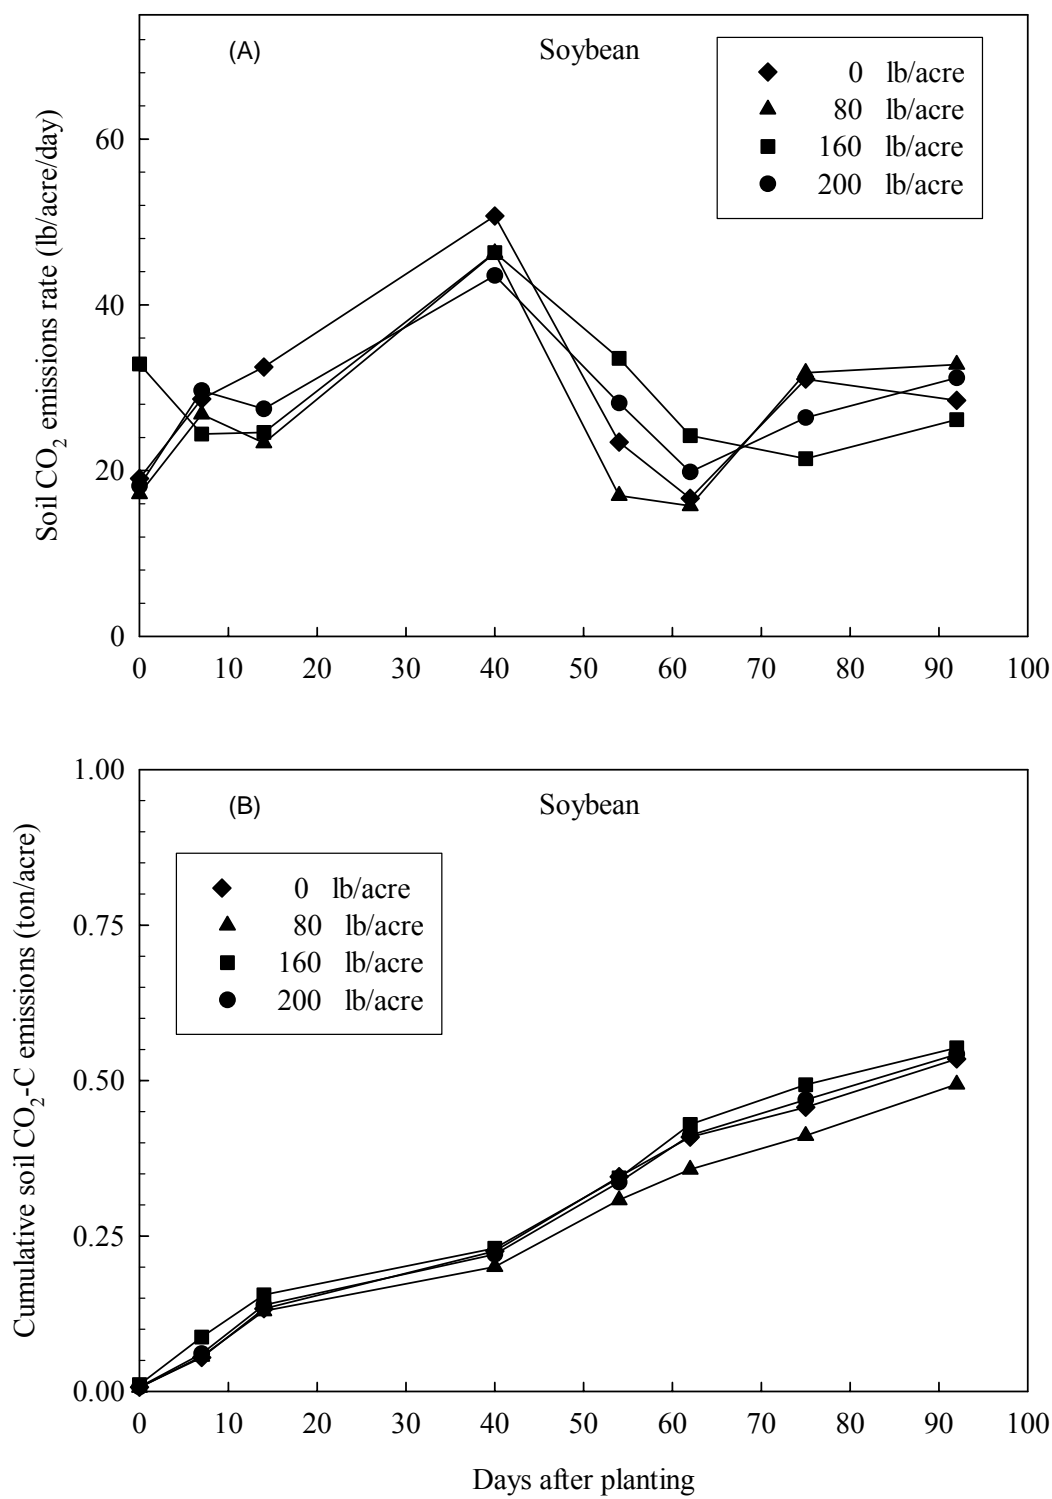 (A)
Soybean
0 lb/acre
80 lb/acre
160 lb/acre
200 lb/acre
Soil CO₂ emissions rate (lb/acre/day)
60
40
20
0
0 10 20 30 40 50 60 70 80 90 100
(B)
Soybean
0 lb/acre
80 lb/acre
160 lb/acre
200 lb/acre
Cumulative soil CO₂-C emissions (ton/acre)
1.00
0.75
0.50
0.25
0.00
0 10 20 30 40 50 60 70 80 90 100
Days after planting